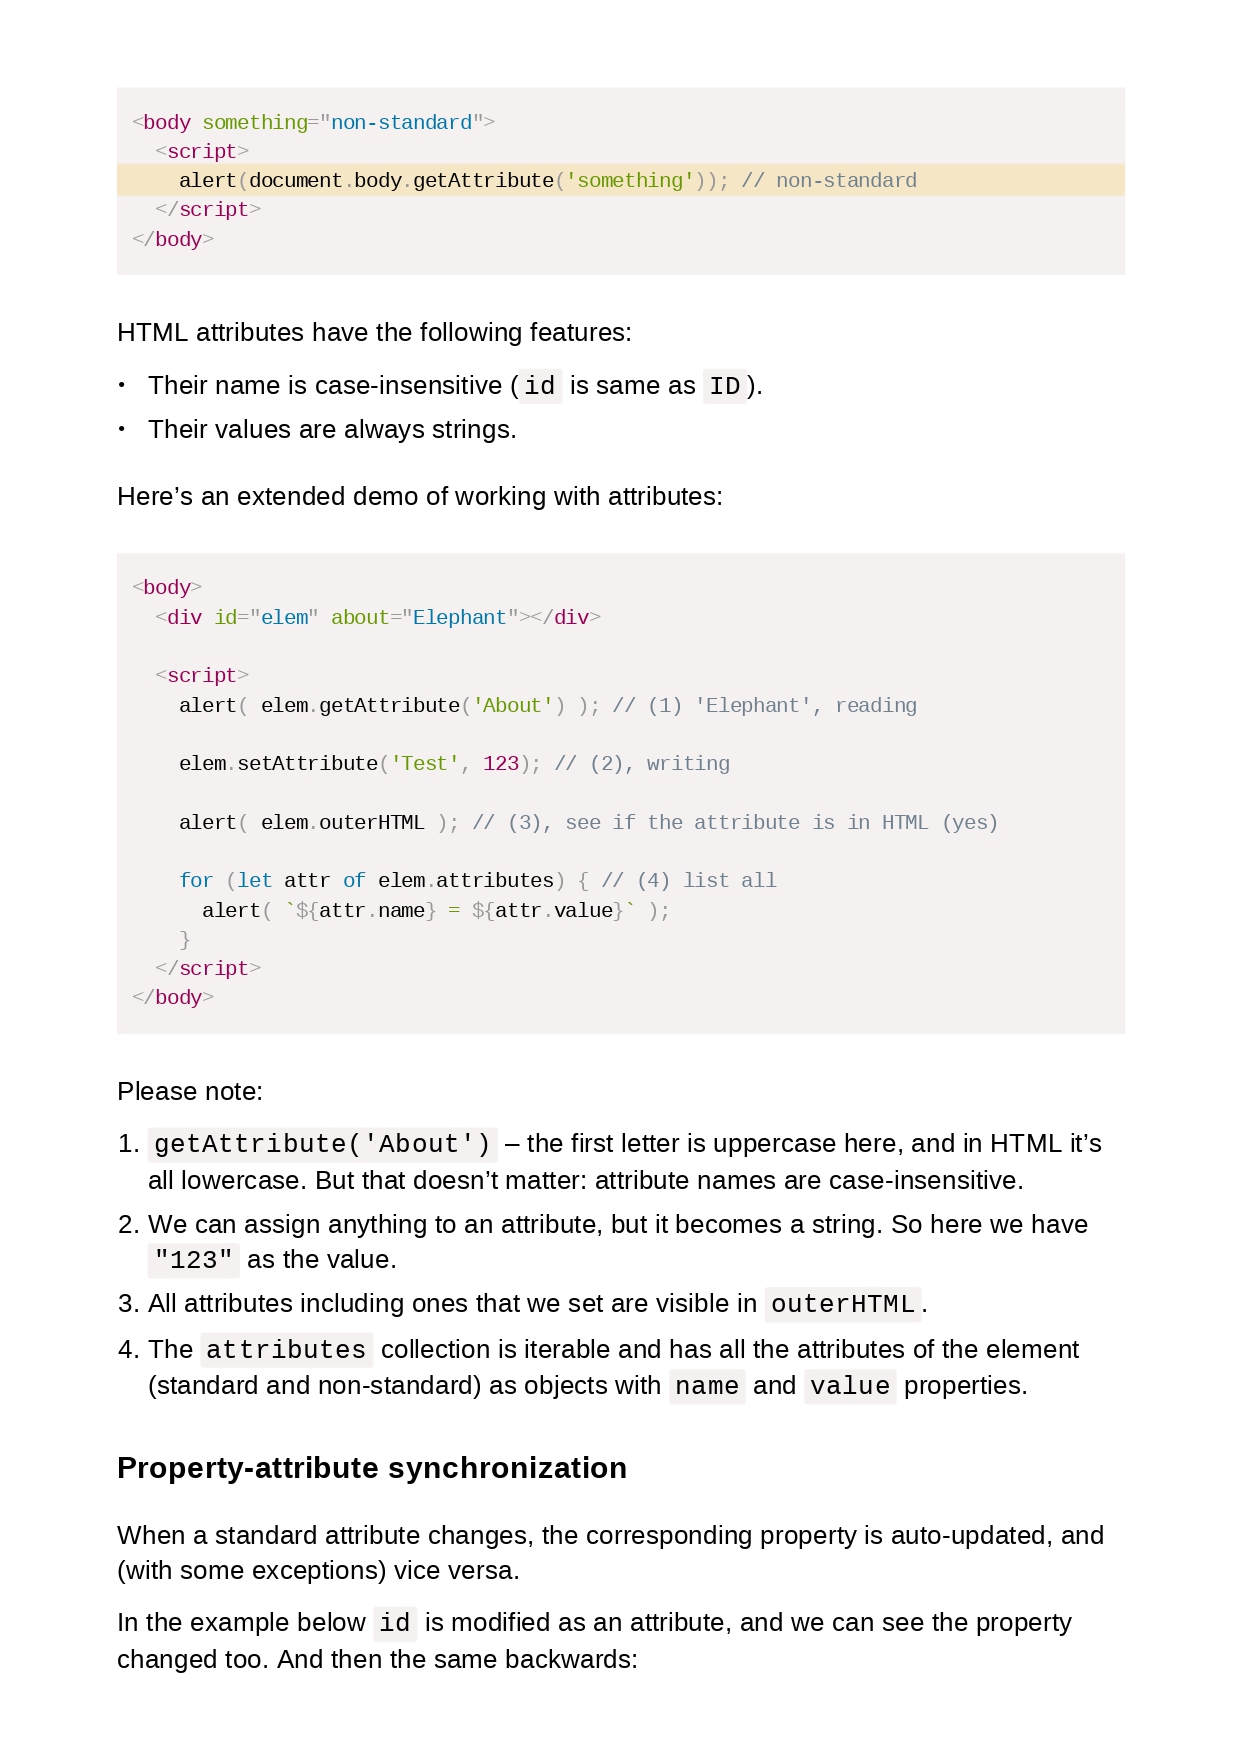 <body something="non-standard">
  <script>
    alert(document.body.getAttribute('something')); // non-standard
  </script>
</body>
HTML attributes have the following features:
• Their name is case-insensitive (id is same as ID).
• Their values are always strings.
Here’s an extended demo of working with attributes:
<body>
  <div id="elem" about="Elephant"></div>
  <script>
    alert( elem.getAttribute('About') ); // (1) 'Elephant', reading
    elem.setAttribute('Test', 123); // (2), writing
    alert( elem.outerHTML ); // (3), see if the attribute is in HTML (yes)
    for (let attr of elem.attributes) { // (4) list all
      alert( `${attr.name} = ${attr.value}` );
    }
  </script>
</body>
Please note:
1. getAttribute('About') – the first letter is uppercase here, and in HTML it’s
all lowercase. But that doesn’t matter: attribute names are case-insensitive.
2. We can assign anything to an attribute, but it becomes a string. So here we have
"123" as the value.
3. All attributes including ones that we set are visible in outerHTML.
4. The attributes collection is iterable and has all the attributes of the element
(standard and non-standard) as objects with name and value properties.
Property-attribute synchronization
When a standard attribute changes, the corresponding property is auto-updated, and
(with some exceptions) vice versa.
In the example below id is modified as an attribute, and we can see the property
changed too. And then the same backwards: